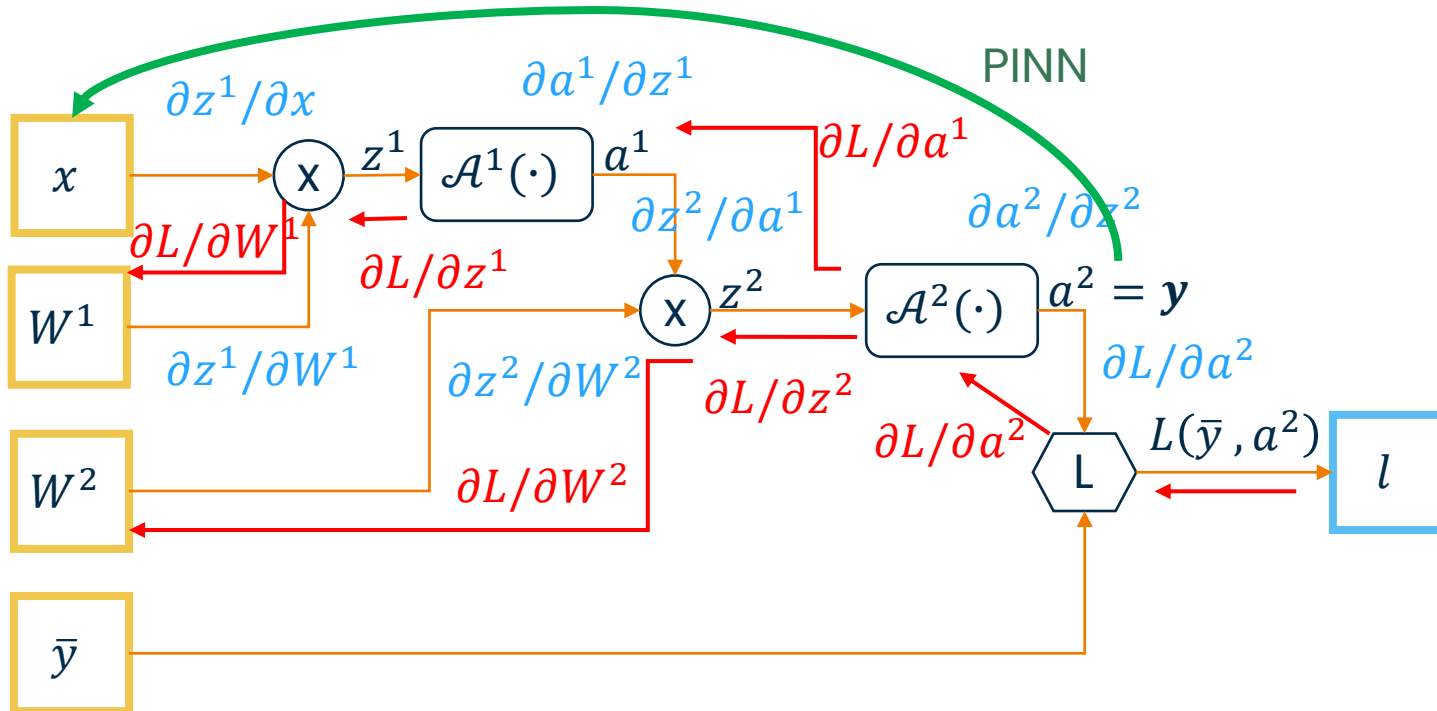 PINN
∂z¹/∂x
∂a¹/∂z¹
x
X
z¹
𝒜¹(·)
a¹
∂L/∂a¹
∂L/∂W¹
∂L/∂z¹
∂z²/∂a¹
∂a²/∂z²
W¹
∂z¹/∂W¹
X
z²
𝒜²(·)
a² = y
∂z²/∂W²
∂L/∂z²
∂L/∂a²
∂L/∂a²
W²
∂L/∂W²
L
L(ȳ, a²)
l
ȳ